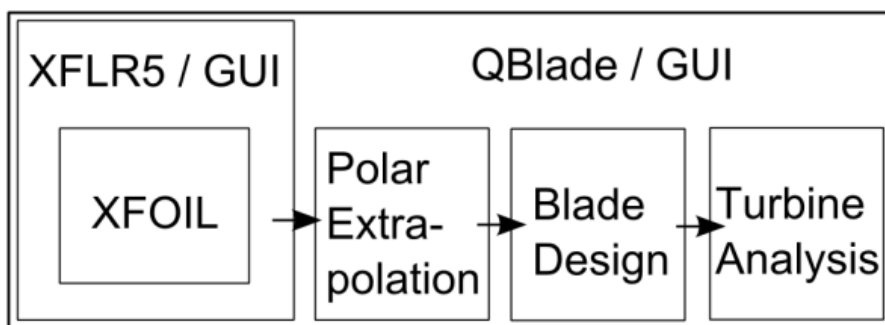 XFLR5 / GUI
QBlade / GUI
XFOIL
Polar
Extra-
polation
Blade
Design
Turbine
Analysis